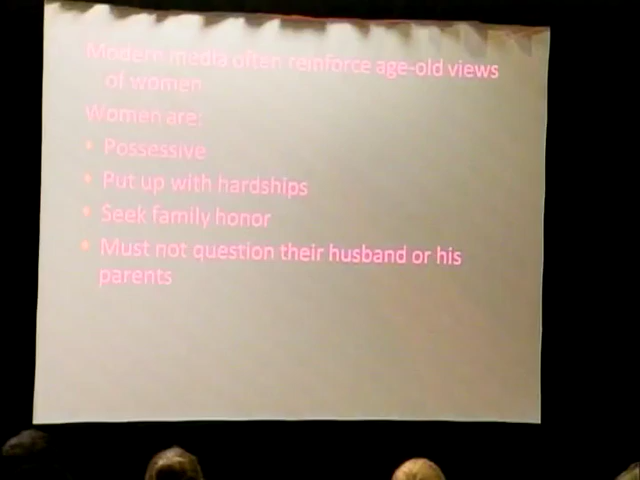 Modern media often reinforce age-old views
of women
Women are:
• Possessive
• Put up with hardships
• Seek family honor
• Must not question their husband or his
parents